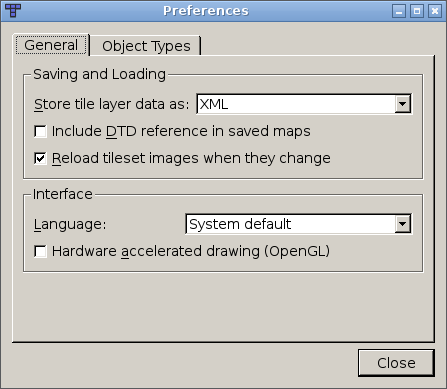 Preferences
General
Object Types
Saving and Loading
Store tile layer data as: XML
Include DTD reference in saved maps
Reload tileset images when they change
Interface
Language: System default
Hardware accelerated drawing (OpenGL)
Close